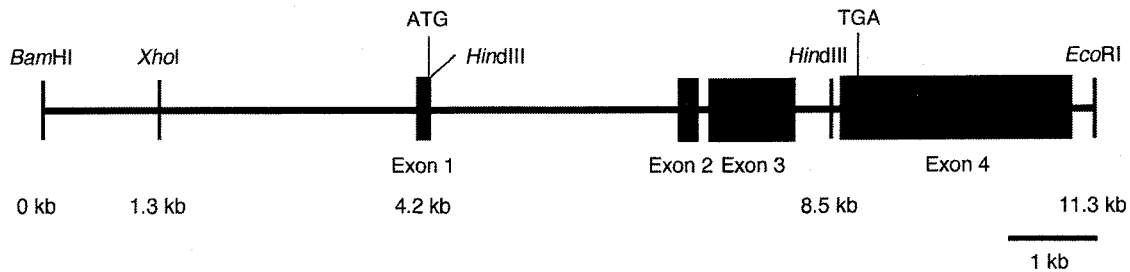 ATG
TGA
BamHI
XhoI
HindIII
HindIII
EcoRI
Exon 1
Exon 2
Exon 3
Exon 4
0 kb
1.3 kb
4.2 kb
8.5 kb
11.3 kb
1 kb